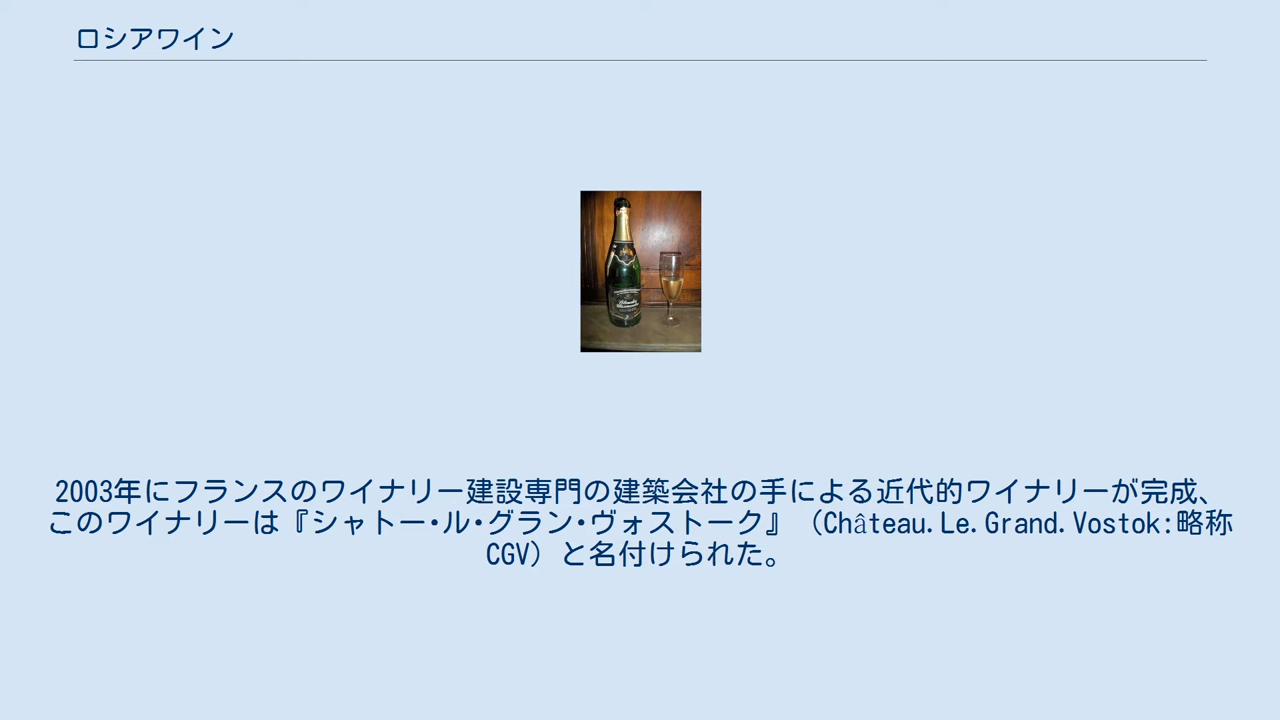 ロシアワイン
2003年にフランスのワイナリー建設専門の建築会社の手による近代的ワイナリーが完成、
このワイナリーは『シャトー・ル・グラン・ヴォストーク』（Château.Le.Grand.Vostok:略称
CGV）と名付けられた。